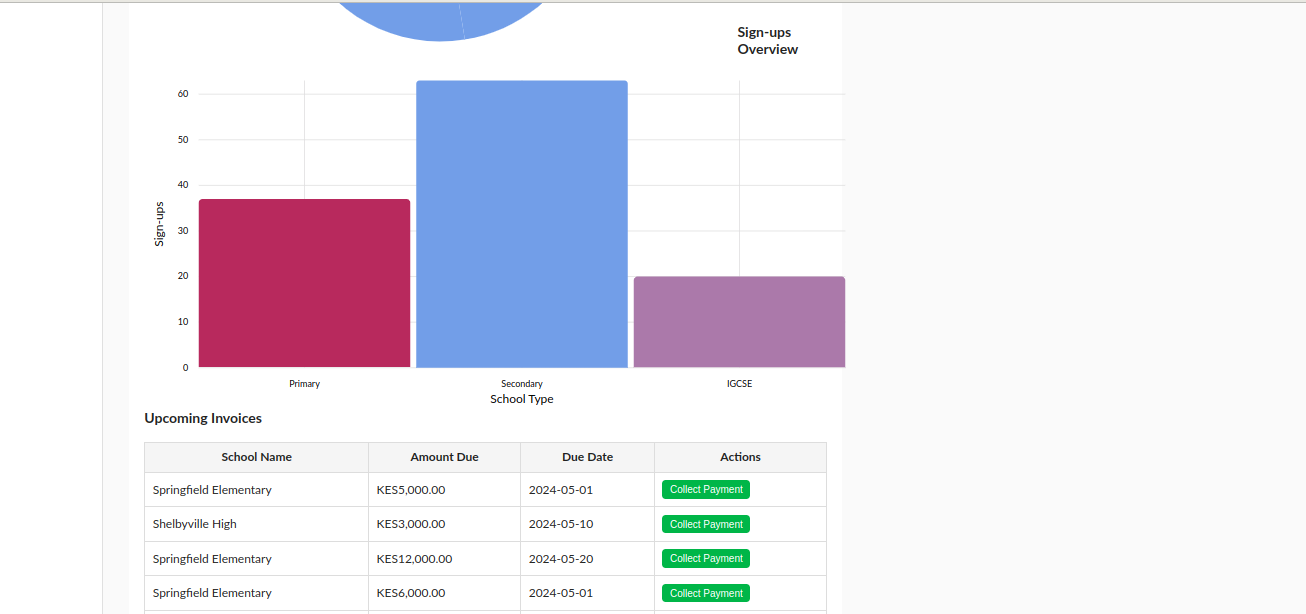 Sign-ups
Overview
60
50
40
30
20
10
0
Sign-ups
Primary
Secondary
IGCSE
School Type
Upcoming Invoices
School Name Amount Due Due Date Actions
Springfield Elementary KES5,000.00 2024-05-01 Collect Payment
Shelbyville High KES3,000.00 2024-05-10 Collect Payment
Springfield Elementary KES12,000.00 2024-05-20 Collect Payment
Springfield Elementary KES6,000.00 2024-05-01 Collect Payment